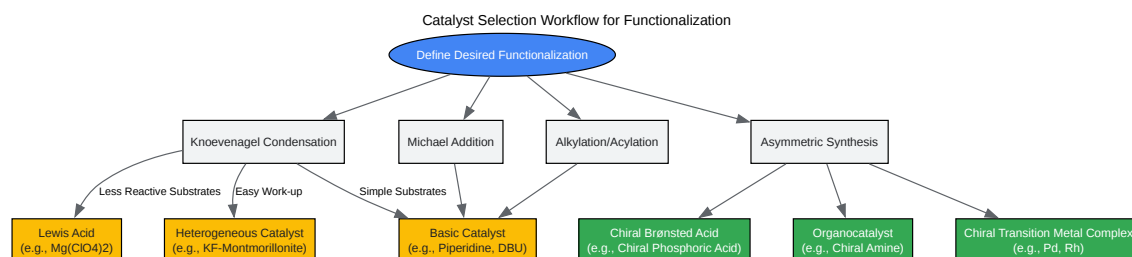 Catalyst Selection Workflow for Functionalization
Define Desired Functionalization
Knoevenagel Condensation
Michael Addition
Alkylation/Acylation
Asymmetric Synthesis
Less Reactive Substrates
Easy Work-up
Simple Substrates
Lewis Acid
(e.g., Mg(ClO4)2)
Heterogeneous Catalyst
(e.g., KF-Montmorillonite)
Basic Catalyst
(e.g., Piperidine, DBU)
Chiral Brønsted Acid
(e.g., Chiral Phosphoric Acid)
Organocatalyst
(e.g., Chiral Amine)
Chiral Transition Metal Complex
(e.g., Pd, Rh)